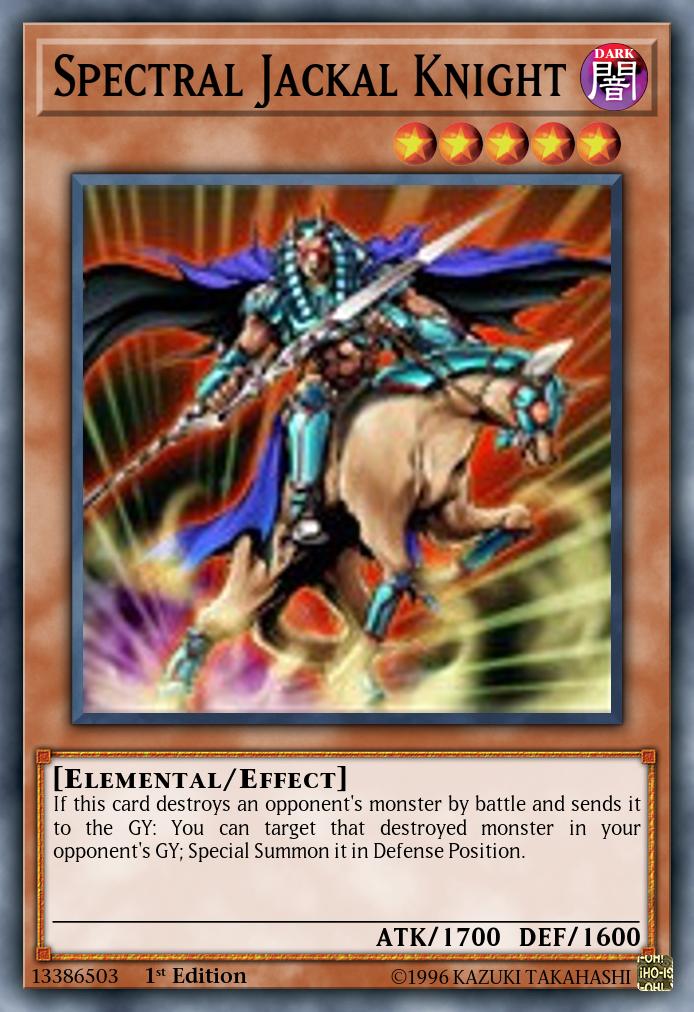 SPECTRAL JACKAL KNIGHT
DARK
闇
[ELEMENTAL/EFFECT]
If this card destroys an opponent's monster by battle and sends it
to the GY: You can target that destroyed monster in your
opponent's GY; Special Summon it in Defense Position.
ATK/1700 DEF/1600
13386503 1st Edition ©1996 KAZUKI TAKAHASHI